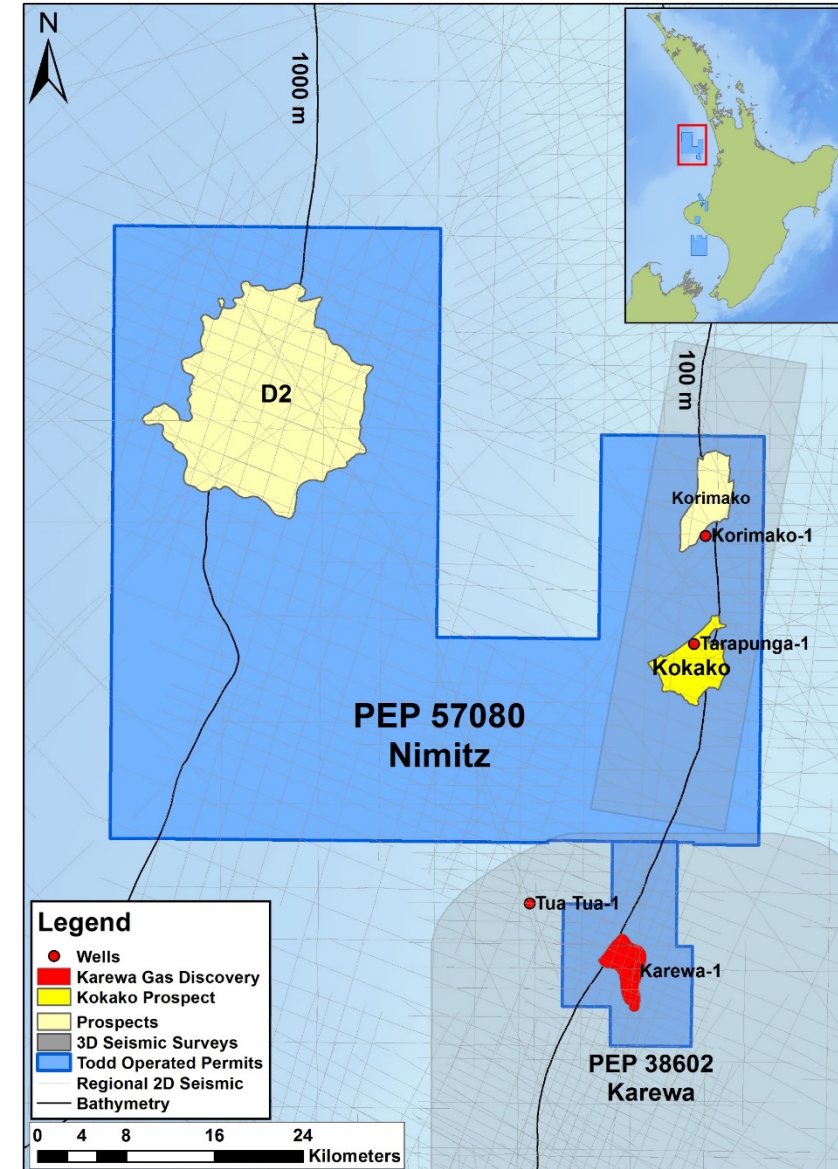 N
1000 m
100 m
D2
Korimako
Korimako-1
Tarapunga-1
Kokako
PEP 57080
Nimitz
Tua Tua-1
Karewa-1
PEP 38602
Karewa
Legend
Wells
Karewa Gas Discovery
Kokako Prospect
Prospects
3D Seismic Surveys
Todd Operated Permits
Regional 2D Seismic
Bathymetry
0 4 8 16 24
Kilometers